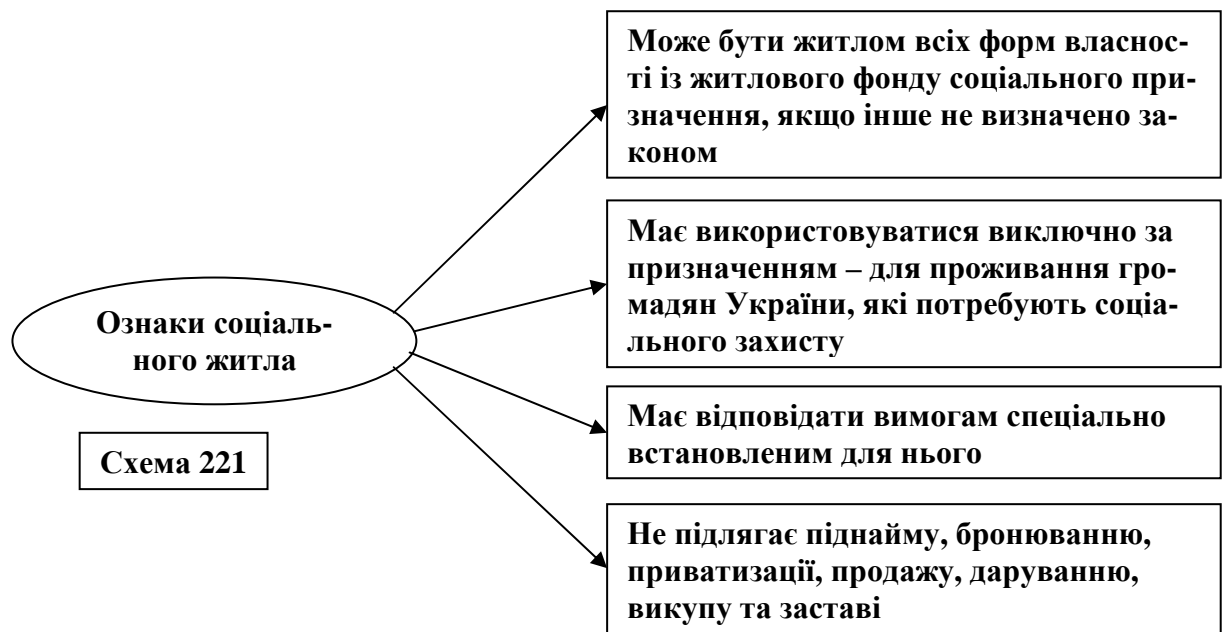 Може бути житлом всіх форм власнос-
ті із житлового фонду соціального при-
значення, якщо інше не визначено за-
коном
Має використовуватися виключно за
призначенням – для проживання гро-
мадян України, які потребують соціа-
льного захисту
Ознаки соціаль-
ного житла
Має відповідати вимогам спеціально
встановленим для нього
Схема 221
Не підлягає піднайму, бронюванню,
приватизації, продажу, даруванню,
викупу та заставі